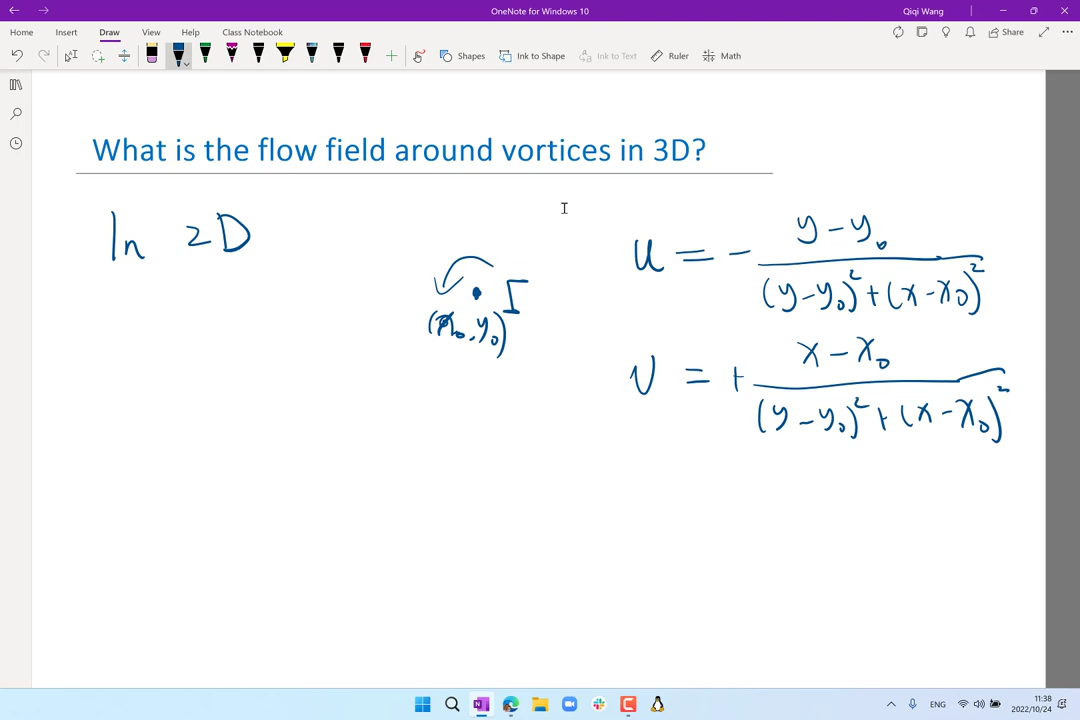 OneNote for Windows 10
Qiqi Wang
Home Insert Draw View Help Class Notebook
Share
Shapes Ink to Shape Ink to Text Ruler Math
What is the flow field around vortices in 3D?
In 2D
(x₀, y₀) Γ
u = - (y - y₀) / ((y - y₀)² + (x - x₀)²)
v = + (x - x₀) / ((y - y₀)² + (x - x₀)²)
ENG
11:38
2022/10/24